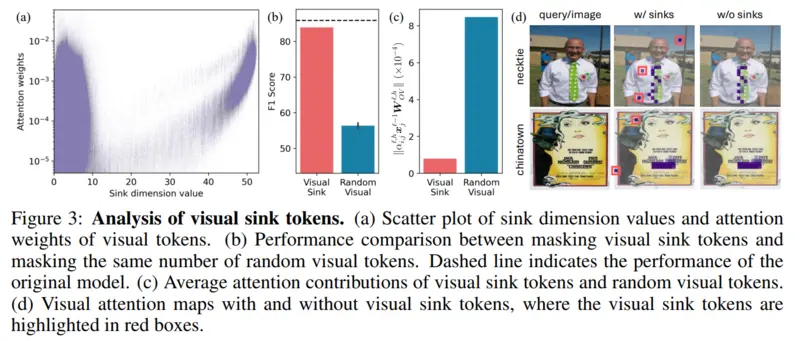 (a)
Attention weights
10⁻²
10⁻³
10⁻⁴
10⁻⁵
0 10 20 30 40 50
Sink dimension value
(b)
F1 Score
80
70
60
50
Visual Sink
Random Visual
(c)
‖α_{i,j}^{ℓ,h} x_j^{ℓ-1} W_{OV}^{ℓ,h}‖ (×10⁻⁴)
8
6
4
2
0
Visual Sink
Random Visual
(d) query/image w/ sinks w/o sinks
necktie
chinatown
Figure 3: Analysis of visual sink tokens. (a) Scatter plot of sink dimension values and attention
weights of visual tokens. (b) Performance comparison between masking visual sink tokens and
masking the same number of random visual tokens. Dashed line indicates the performance of the
original model. (c) Average attention contributions of visual sink tokens and random visual tokens.
(d) Visual attention maps with and without visual sink tokens, where the visual sink tokens are
highlighted in red boxes.